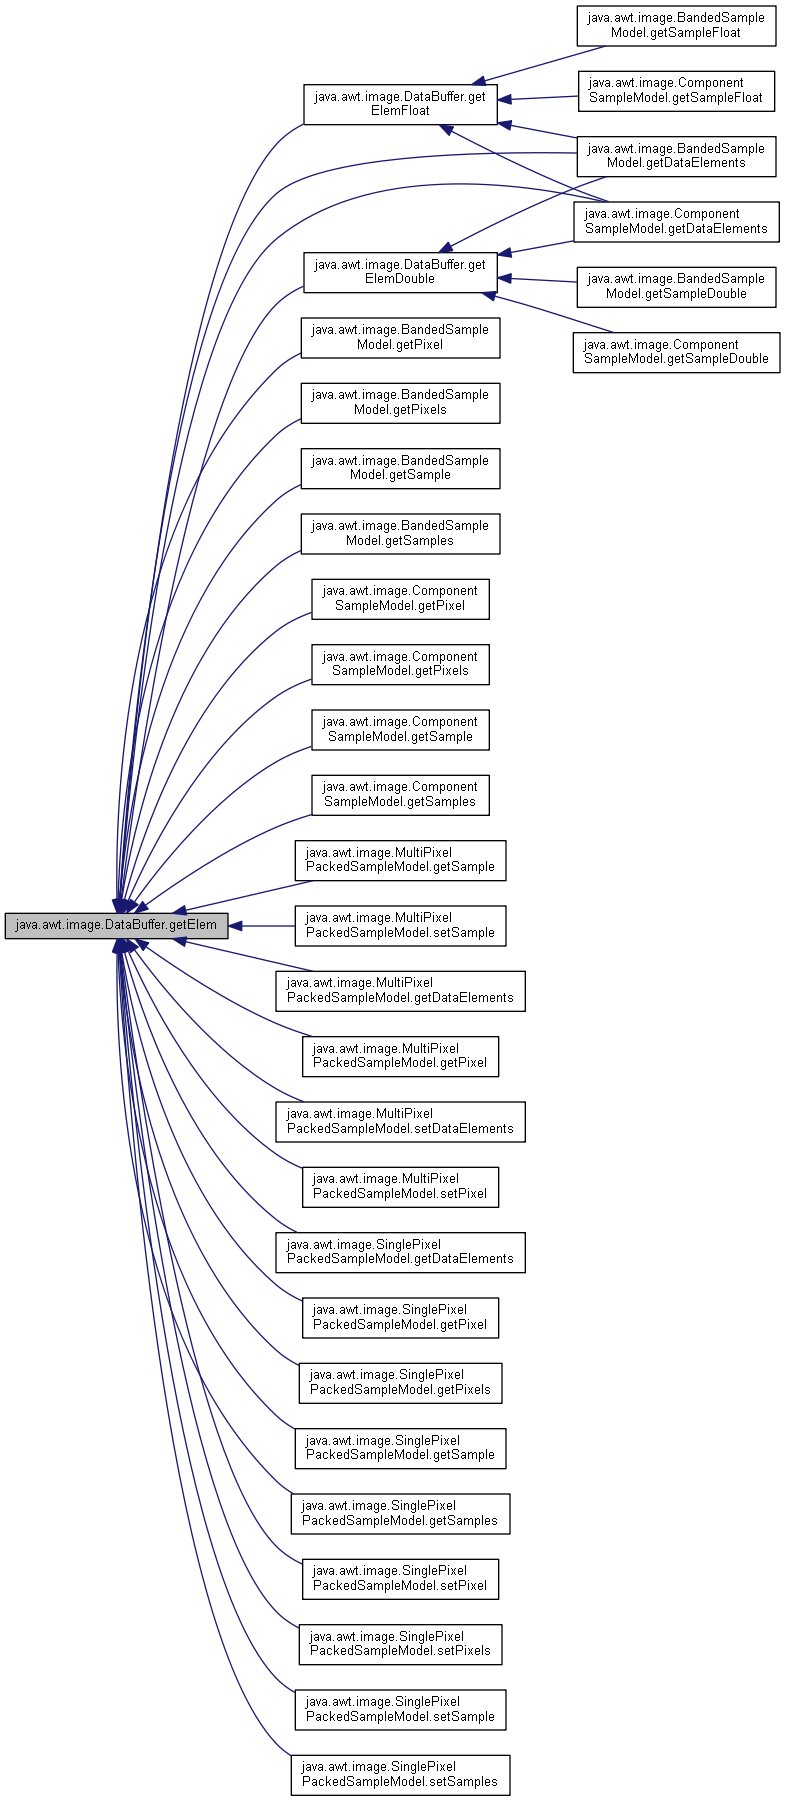 java.awt.image.BandedSample
Model.getSampleFloat
java.awt.image.Component
SampleModel.getSampleFloat
java.awt.image.DataBuffer.get
ElemFloat
java.awt.image.BandedSample
Model.getDataElements
java.awt.image.Component
SampleModel.getDataElements
java.awt.image.DataBuffer.get
ElemDouble
java.awt.image.BandedSample
Model.getSampleDouble
java.awt.image.Component
SampleModel.getSampleDouble
java.awt.image.BandedSample
Model.getPixel
java.awt.image.BandedSample
Model.getPixels
java.awt.image.BandedSample
Model.getSample
java.awt.image.BandedSample
Model.getSamples
java.awt.image.Component
SampleModel.getPixel
java.awt.image.Component
SampleModel.getPixels
java.awt.image.Component
SampleModel.getSample
java.awt.image.Component
SampleModel.getSamples
java.awt.image.MultiPixel
PackedSampleModel.getSample
java.awt.image.DataBuffer.getElem
java.awt.image.MultiPixel
PackedSampleModel.setSample
java.awt.image.MultiPixel
PackedSampleModel.getDataElements
java.awt.image.MultiPixel
PackedSampleModel.getPixel
java.awt.image.MultiPixel
PackedSampleModel.setDataElements
java.awt.image.MultiPixel
PackedSampleModel.setPixel
java.awt.image.SinglePixel
PackedSampleModel.getDataElements
java.awt.image.SinglePixel
PackedSampleModel.getPixel
java.awt.image.SinglePixel
PackedSampleModel.getPixels
java.awt.image.SinglePixel
PackedSampleModel.getSample
java.awt.image.SinglePixel
PackedSampleModel.getSamples
java.awt.image.SinglePixel
PackedSampleModel.setPixel
java.awt.image.SinglePixel
PackedSampleModel.setPixels
java.awt.image.SinglePixel
PackedSampleModel.setSample
java.awt.image.SinglePixel
PackedSampleModel.setSamples